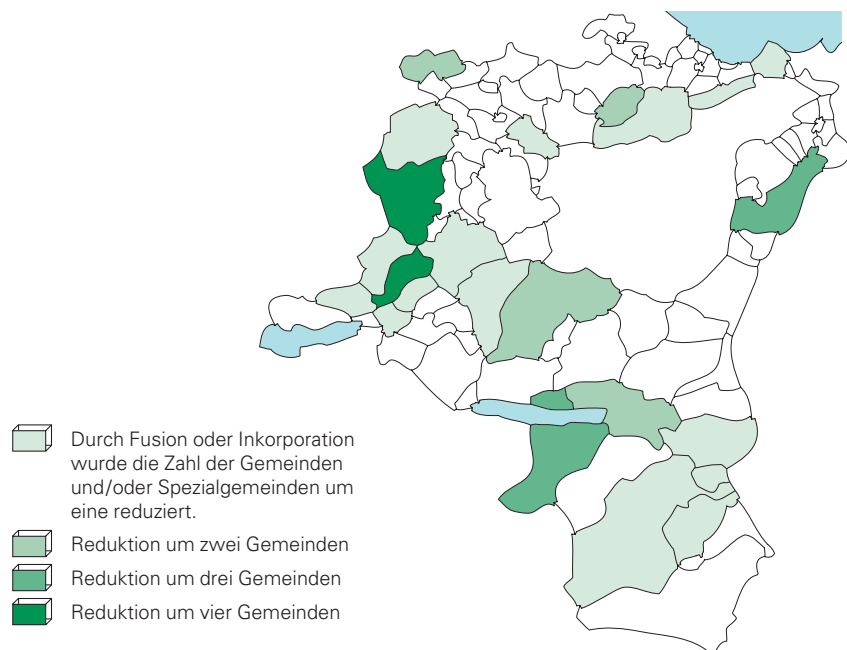 Durch Fusion oder Inkorporation
wurde die Zahl der Gemeinden
und/oder Spezialgemeinden um
eine reduziert.
Reduktion um zwei Gemeinden
Reduktion um drei Gemeinden
Reduktion um vier Gemeinden